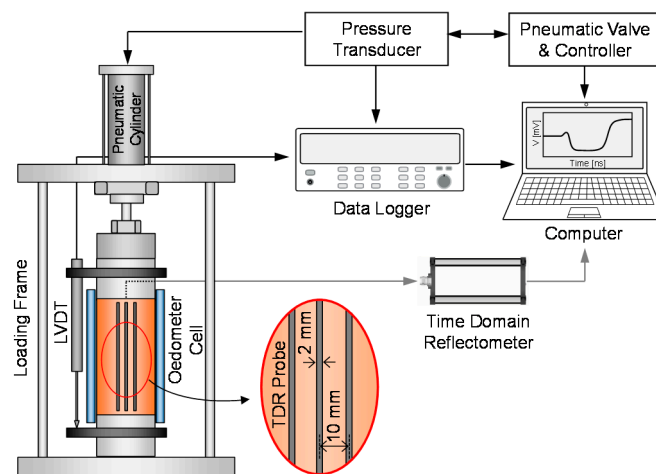 Pressure
Transducer
Pneumatic Valve
& Controller
Pneumatic
Cylinder
V [mV]
Time [ns]
Data Logger
Computer
Loading Frame
LVDT
Oedometer
Cell
TDR Probe
2 mm
10 mm
Time Domain
Reflectometer